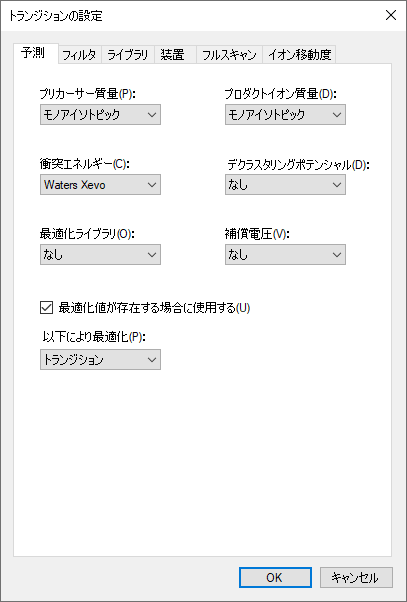 トランジションの設定
予測 フィルタ ライブラリ 装置 フルスキャン イオン移動度
プリカーサー質量(P): プロダクトイオン質量(D):
モノアイソトピック モノアイソトピック
衝突エネルギー(C): デクラスタリングポテンシャル(D):
Waters Xevo なし
最適化ライブラリ(O): 補償電圧(V):
なし なし
最適化値が存在する場合に使用する(U)
以下により最適化(P):
トランジション
OK キャンセル